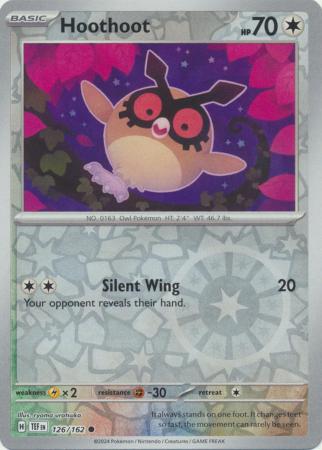 BASIC
Hoothoot
HP 70
NO. 0163 Owl Pokémon HT: 2'4" WT: 46.7 lbs.
Silent Wing 20
Your opponent reveals their hand.
weakness ×2 resistance -30 retreat
Illus. ryoma uratsuka
H TEF EN 126/162
It always stands on one foot. It changes feet
so fast, the movement can rarely be seen.
©2024 Pokémon / Nintendo / Creatures / GAME FREAK